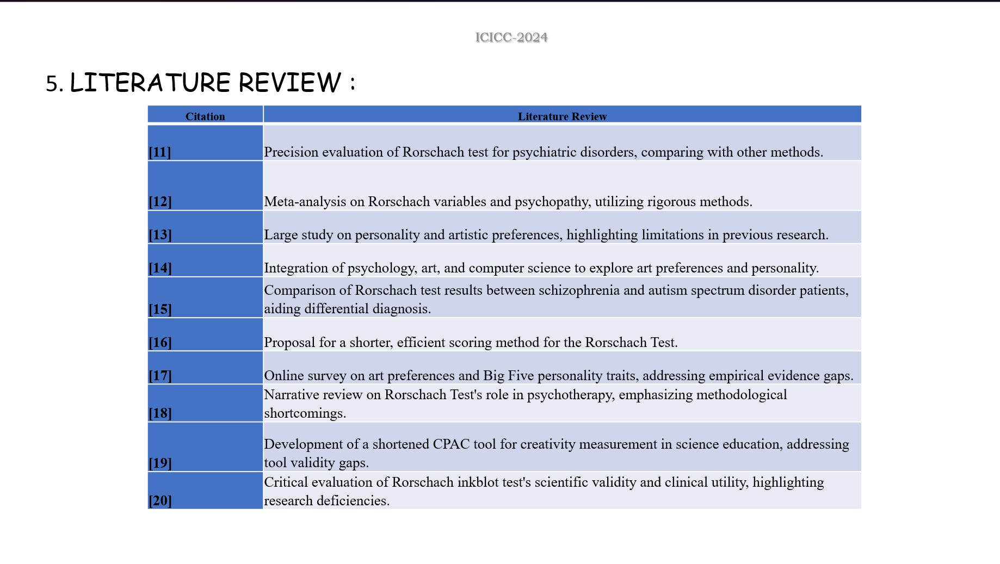 ICICC-2024
5. LITERATURE REVIEW :
Citation Literature Review
[11] Precision evaluation of Rorschach test for psychiatric disorders, comparing with other methods.
[12] Meta-analysis on Rorschach variables and psychopathy, utilizing rigorous methods.
[13] Large study on personality and artistic preferences, highlighting limitations in previous research.
[14] Integration of psychology, art, and computer science to explore art preferences and personality.
Comparison of Rorschach test results between schizophrenia and autism spectrum disorder patients,
[15] aiding differential diagnosis.
[16] Proposal for a shorter, efficient scoring method for the Rorschach Test.
[17] Online survey on art preferences and Big Five personality traits, addressing empirical evidence gaps.
Narrative review on Rorschach Test's role in psychotherapy, emphasizing methodological
[18] shortcomings.
Development of a shortened CPAC tool for creativity measurement in science education, addressing
[19] tool validity gaps.
Critical evaluation of Rorschach inkblot test's scientific validity and clinical utility, highlighting
[20] research deficiencies.